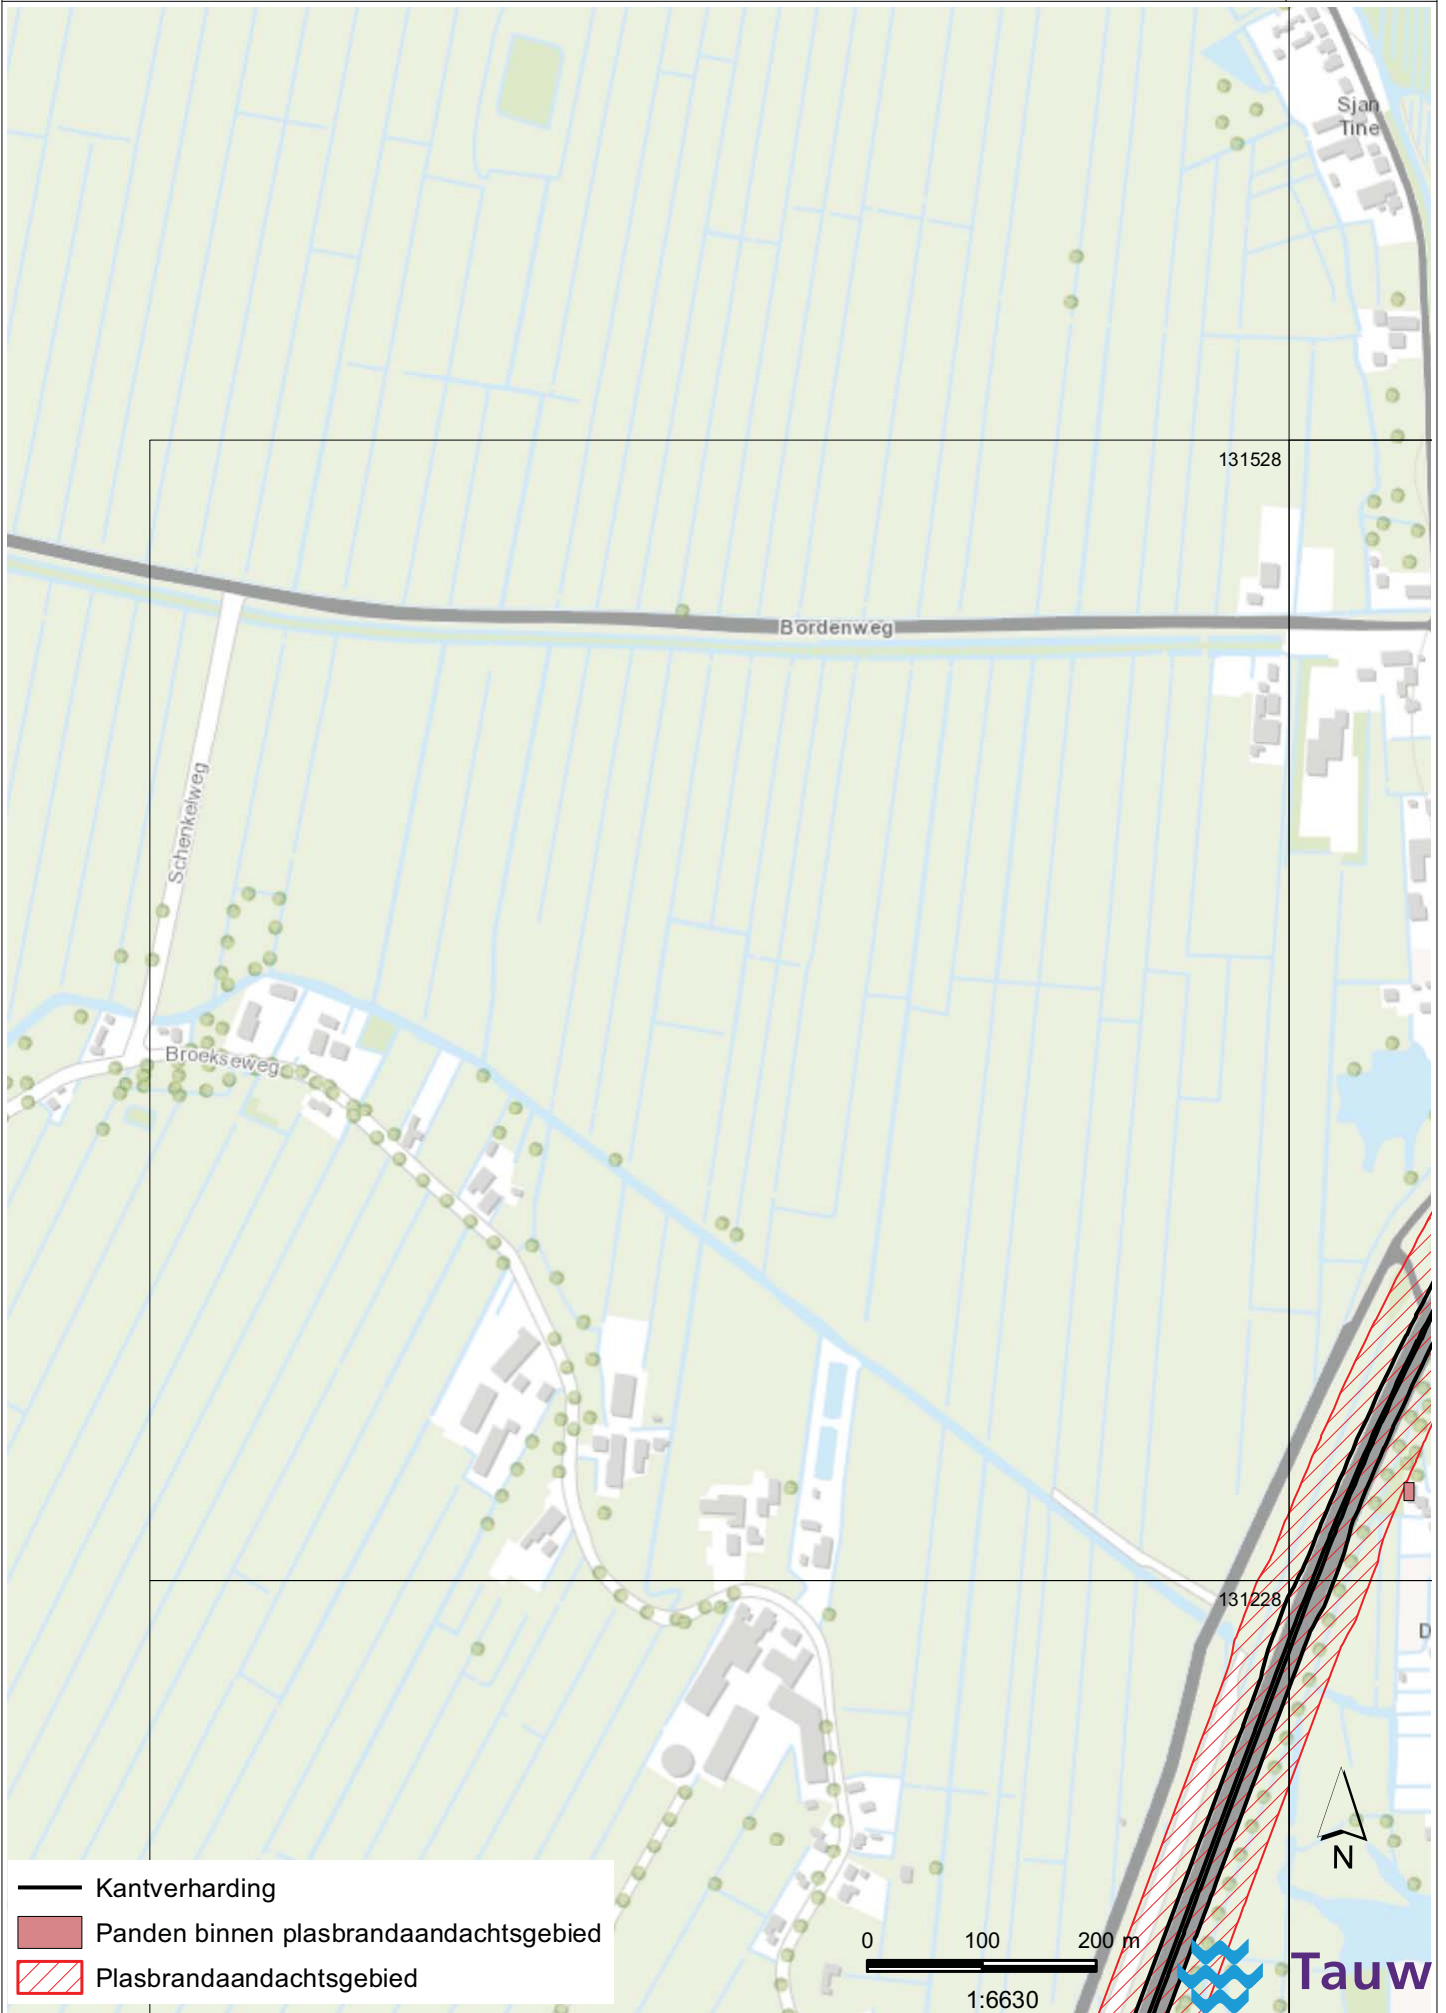 Sjan
Tine
131528
Bordenweg
Schenkelweg
Broekseweg
131228
D
N
Kantverharding
Panden binnen plasbrandaandachtsgebied
Plasbrandaandachtsgebied
0 100 200 m
1:6630
Tauw